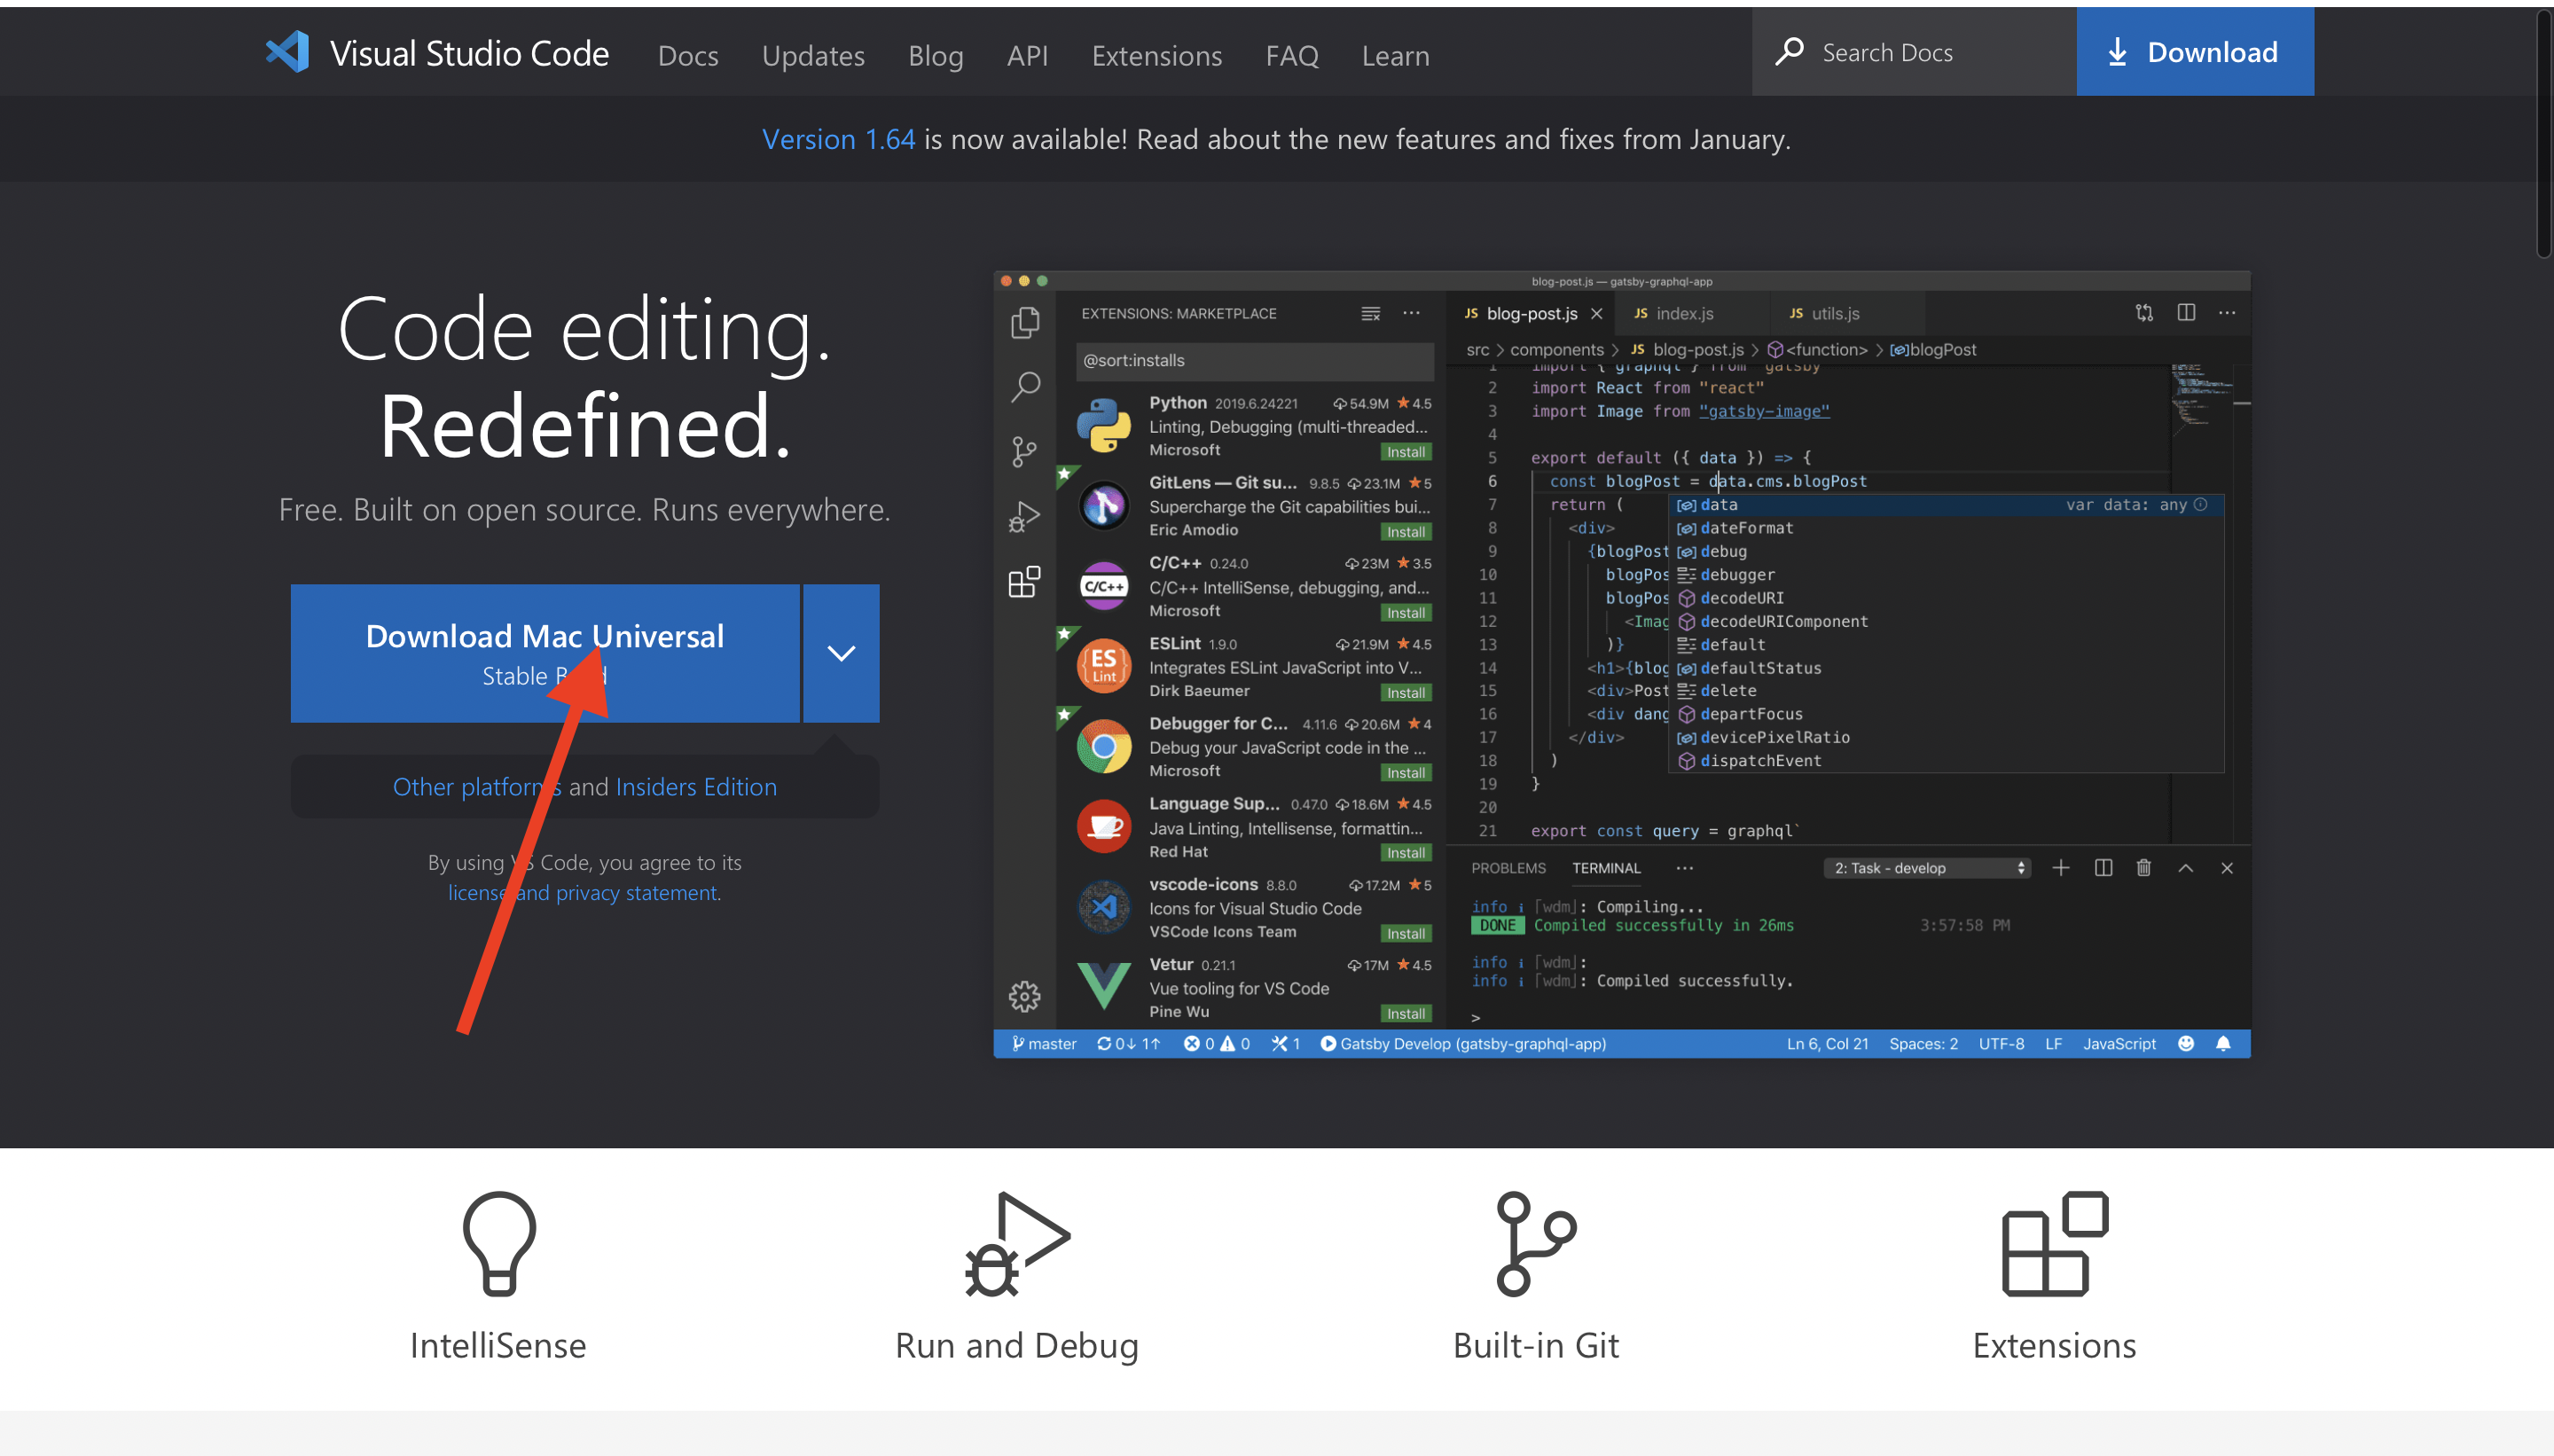 Visual Studio Code Docs Updates Blog API Extensions FAQ Learn Search Docs Download
Version 1.64 is now available! Read about the new features and fixes from January.
Code editing.
Redefined.
Free. Built on open source. Runs everywhere.
Download Mac Universal
Stable
Other platforms and Insiders Edition
By using VS Code, you agree to its
license and privacy statement.
blog-post.js — gatsby-graphql-app
EXTENSIONS: MARKETPLACE
@sort:installs
Python 2019.6.24221 54.9M 4.5
Linting, Debugging (multi-threaded...
Microsoft Install
GitLens — Git su... 9.8.5 23.1M 5
Supercharge the Git capabilities bui...
Eric Amodio Install
C/C++
C/C++ 0.24.0 23M 3.5
C/C++ IntelliSense, debugging, and...
Microsoft Install
ES
Lint
ESLint 1.9.0 21.9M 4.5
Integrates ESLint JavaScript into V...
Dirk Baeumer Install
Debugger for C... 4.11.6 20.6M 4
Debug your JavaScript code in the ...
Microsoft Install
Language Sup... 0.47.0 18.6M 4.5
Java Linting, Intellisense, formattin...
Red Hat Install
vscode-icons 8.8.0 17.2M 5
Icons for Visual Studio Code
VSCode Icons Team Install
Vetur 0.21.1 17M 4.5
Vue tooling for VS Code
Pine Wu Install
JS blog-post.js JS index.js JS utils.js
src > components > JS blog-post.js > <function> > blogPost
1 import { graphql } from "gatsby"
2 import React from "react"
3 import Image from "gatsby-image"
4
5 export default ({ data }) => {
6 const blogPost = data.cms.blogPost
7 return (
8 <div>
9 {blogPost
10 blogPos
11 blogPos
12 <Imag
13 )}
14 <h1>{blog
15 <div>Post
16 <div dang
17 </div>
18 )
19 }
20
21 export const query = graphql`
data var data: any
dateFormat
debug
debugger
decodeURI
decodeURIComponent
default
defaultStatus
delete
departFocus
devicePixelRatio
dispatchEvent
PROBLEMS TERMINAL ... 2: Task - develop
info i ｢wdm｣: Compiling...
DONE Compiled successfully in 26ms 3:57:58 PM
info i ｢wdm｣:
info i ｢wdm｣: Compiled successfully.
>
master 0↓ 1↑ 0 0 1 Gatsby Develop (gatsby-graphql-app) Ln 6, Col 21 Spaces: 2 UTF-8 LF JavaScript
IntelliSense
Run and Debug
Built-in Git
Extensions